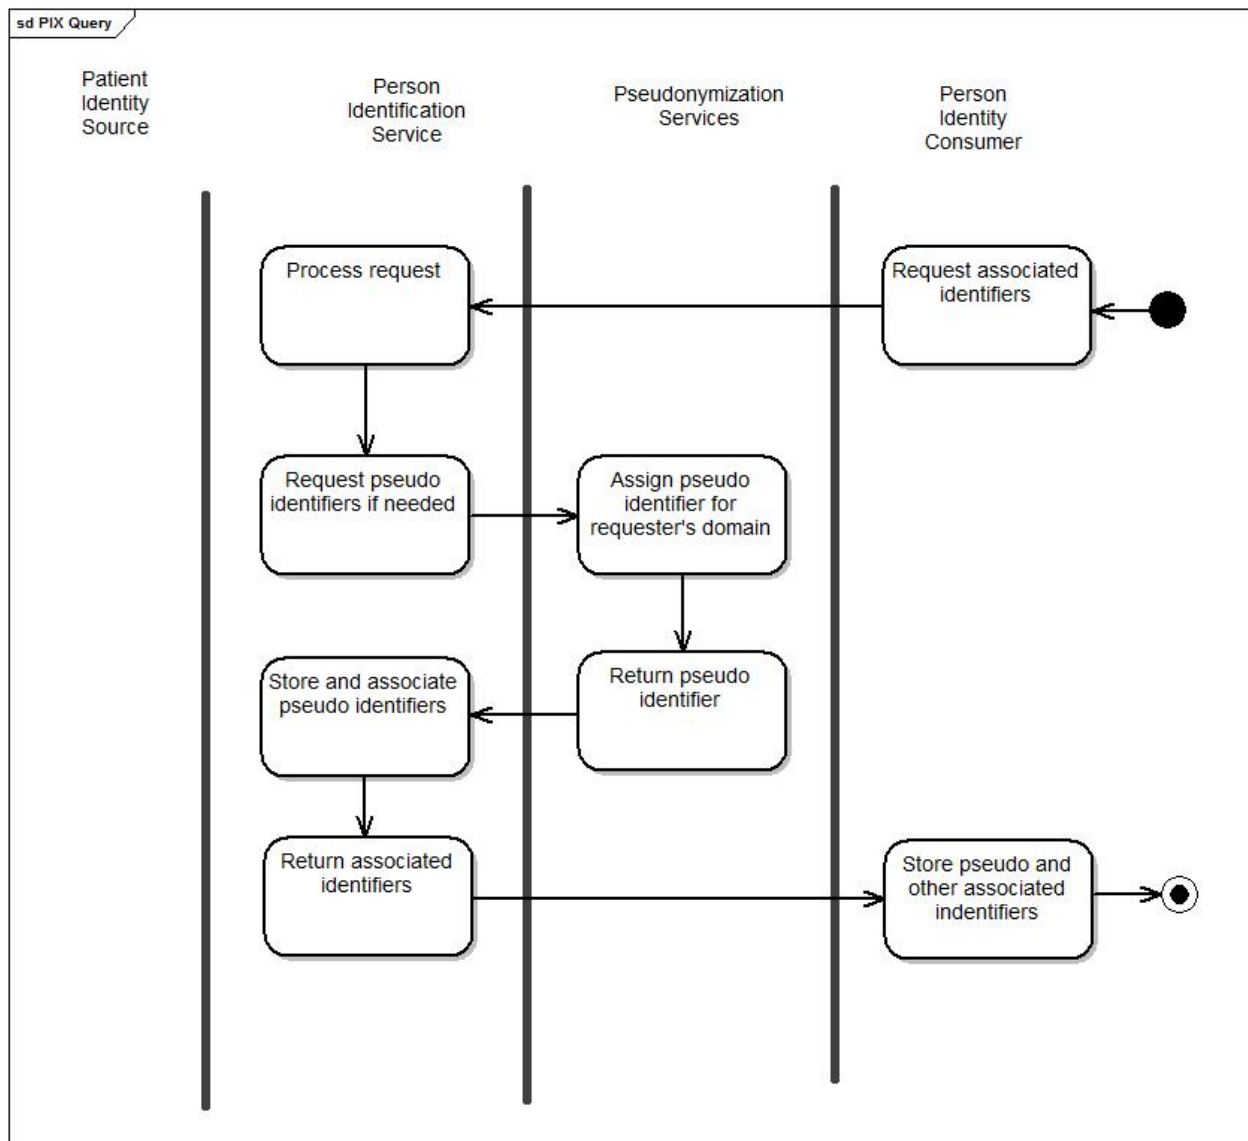 sd PIX Query
Patient
Identity
Source
Person
Identification
Service
Pseudonymization
Services
Person
Identity
Consumer
Process request
Request associated
identifiers
Request pseudo
identifiers if needed
Assign pseudo
identifier for
requester's domain
Store and associate
pseudo identifiers
Return pseudo
identifier
Return associated
identifiers
Store pseudo and
other associated
indentifiers